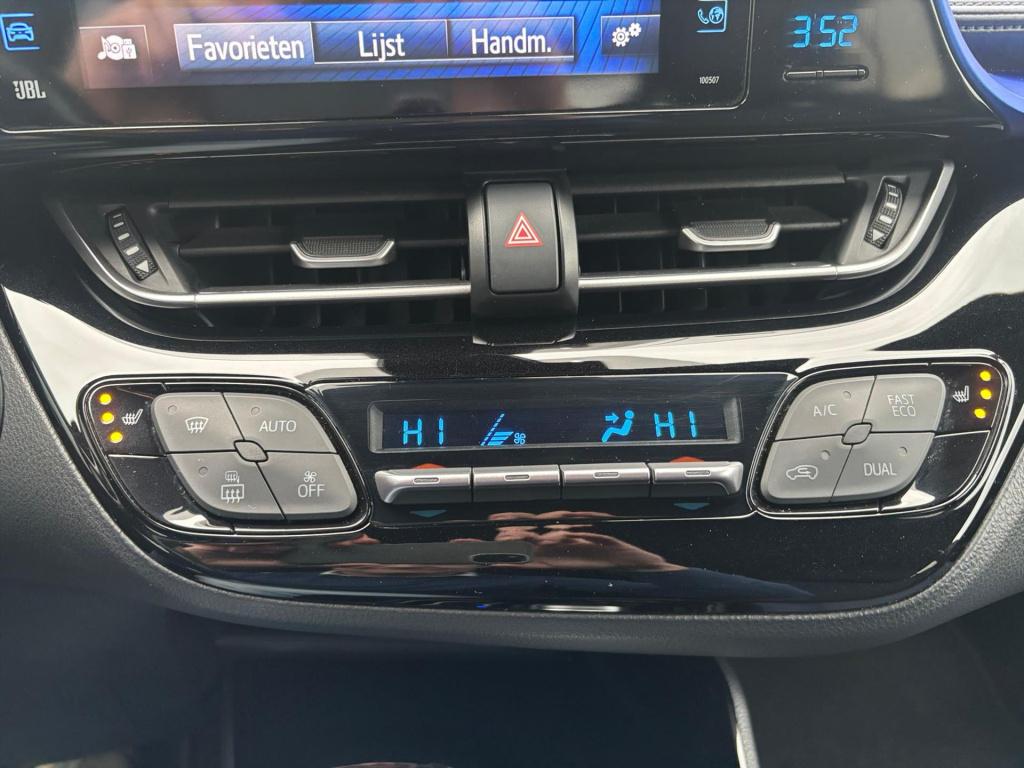 Favorieten Lijst Handm.
3:52
JBL
100507
A/C FAST
ECO
AUTO
HI HI
OFF
DUAL